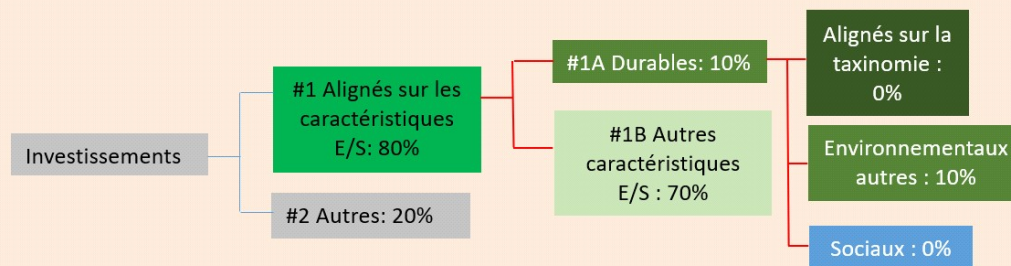 Investissements
#1 Alignés sur les
caractéristiques
E/S: 80%
#2 Autres: 20%
#1A Durables: 10%
#1B Autres
caractéristiques
E/S : 70%
Alignés sur la
taxinomie :
0%
Environnementaux
autres : 10%
Sociaux : 0%